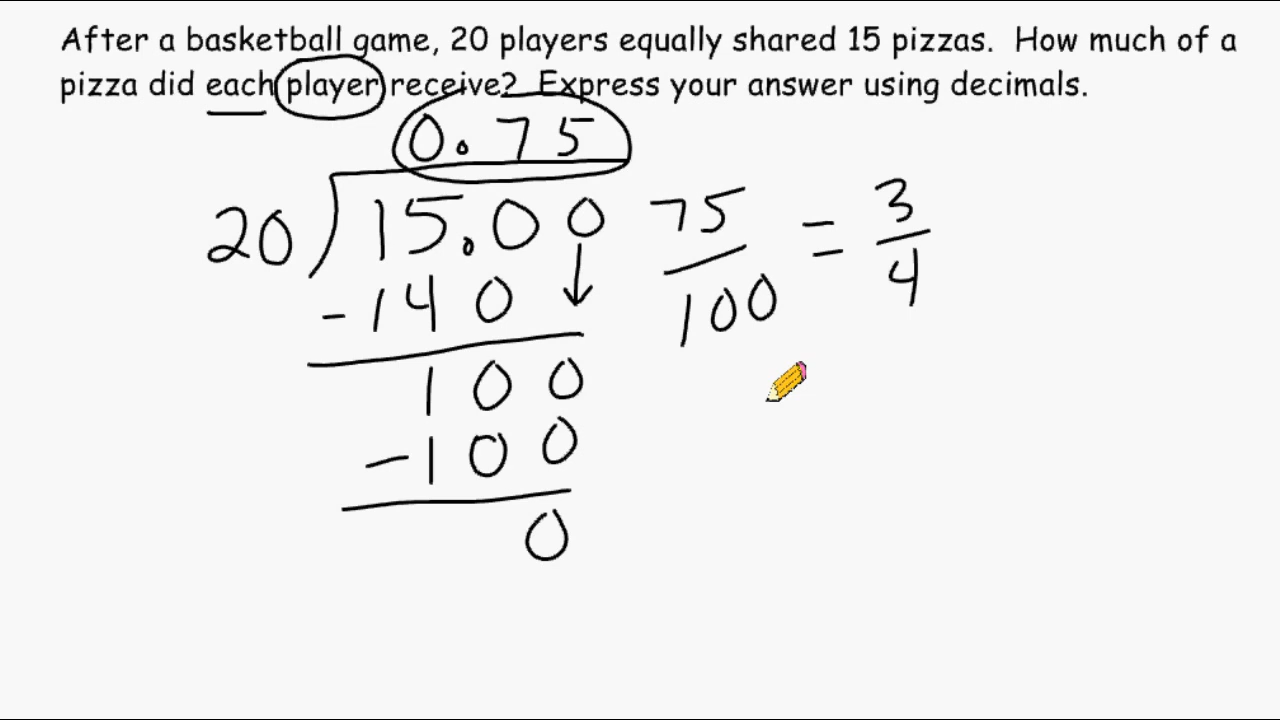 After a basketball game, 20 players equally shared 15 pizzas. How much of a
pizza did each player receive? Express your answer using decimals.
0.75
20)15.00
-140
100
-100
0
75/100 = 3/4